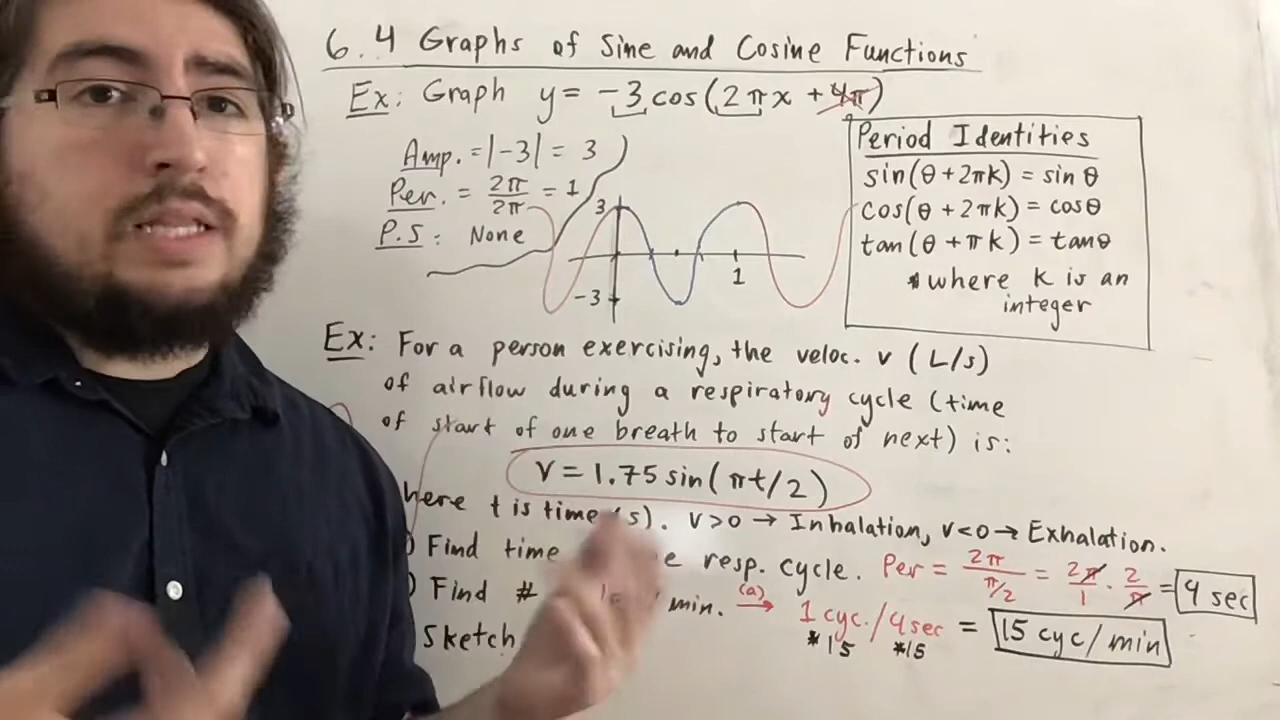 6.4 Graphs of Sine and Cosine Functions
Ex: Graph y = -3 cos(2πx + 4π)
Amp. = |-3| = 3
Per. = 2π/2π = 1
P.S: None
3
-3
1
Period Identities
sin(θ + 2πk) = sin θ
cos(θ + 2πk) = cos θ
tan(θ + πk) = tan θ
* where k is an
integer
Ex: For a person exercising, the veloc. v (L/s)
of airflow during a respiratory cycle (time
of start of one breath to start of next) is:
v = 1.75 sin(πt/2)
here t is time (s). v>0 → Inhalation, v<0 → Exhalation.
) Find time resp. cycle. Per = 2π/π/2 = 2π/1 · 2/π = 4 sec
) Find # min. (a) → 1 cyc./4sec = 15 cyc/min
*15 *15
Sketch